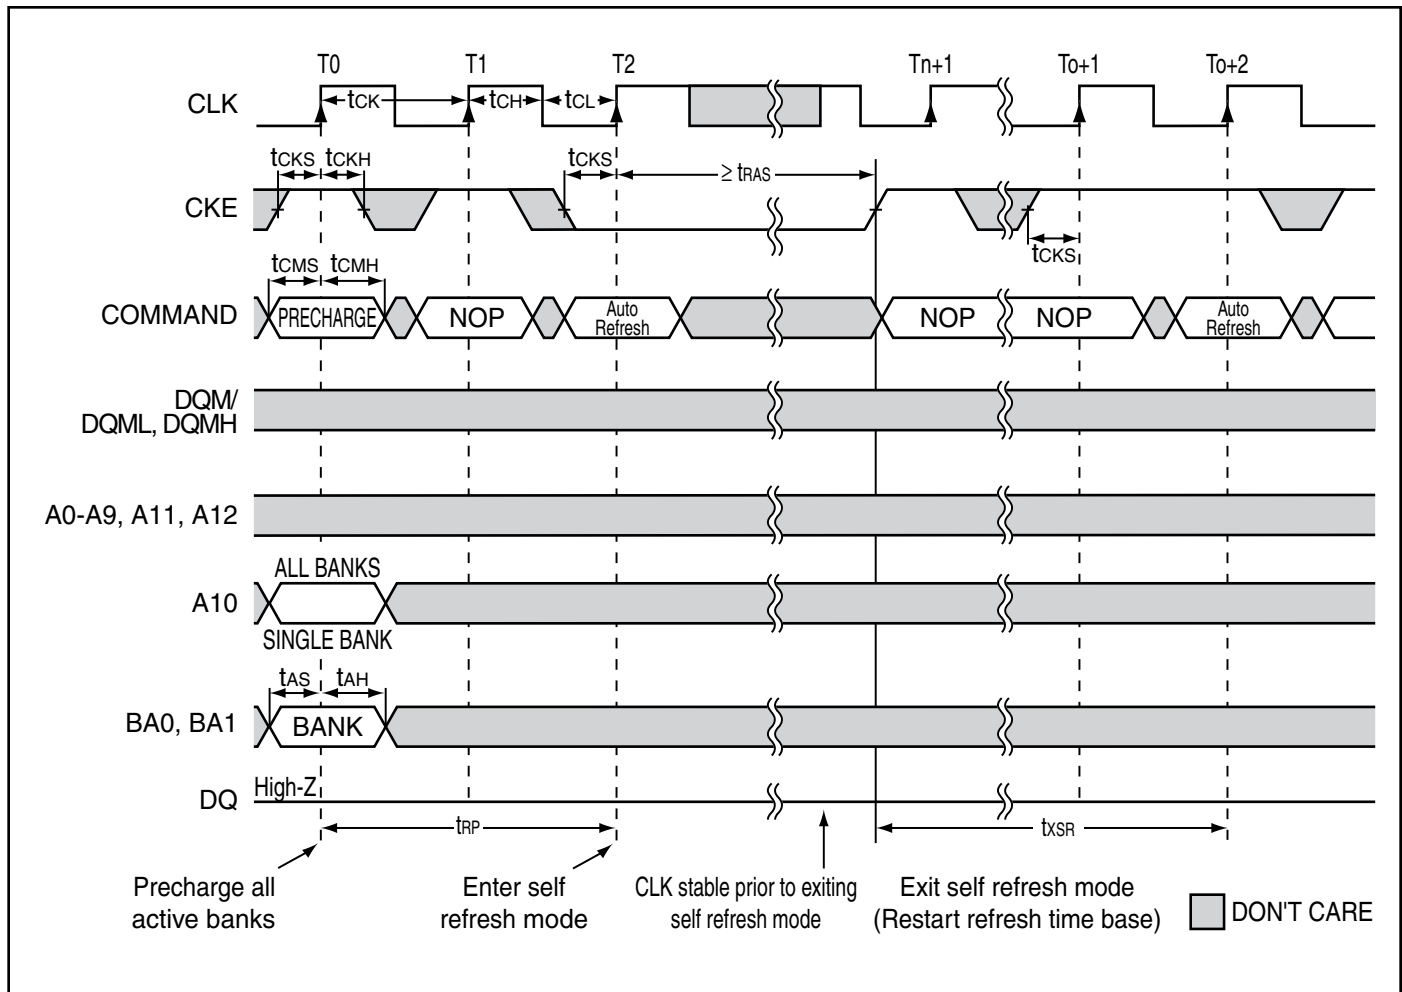 T0 T1 T2 Tn+1 To+1 To+2
CLK tCK tCH tCL
tCKS tCKH tCKS ≥ tRAS
CKE
tCKS
tCMS tCMH
COMMAND PRECHARGE NOP Auto Refresh NOP NOP Auto Refresh
DQM/
DQML, DQMH
A0-A9, A11, A12
ALL BANKS
A10
SINGLE BANK
tAS tAH
BA0, BA1 BANK
High-Z
DQ
tRP tXSR
Precharge all
active banks
Enter self
refresh mode
CLK stable prior to exiting
self refresh mode
Exit self refresh mode
(Restart refresh time base)
DON'T CARE